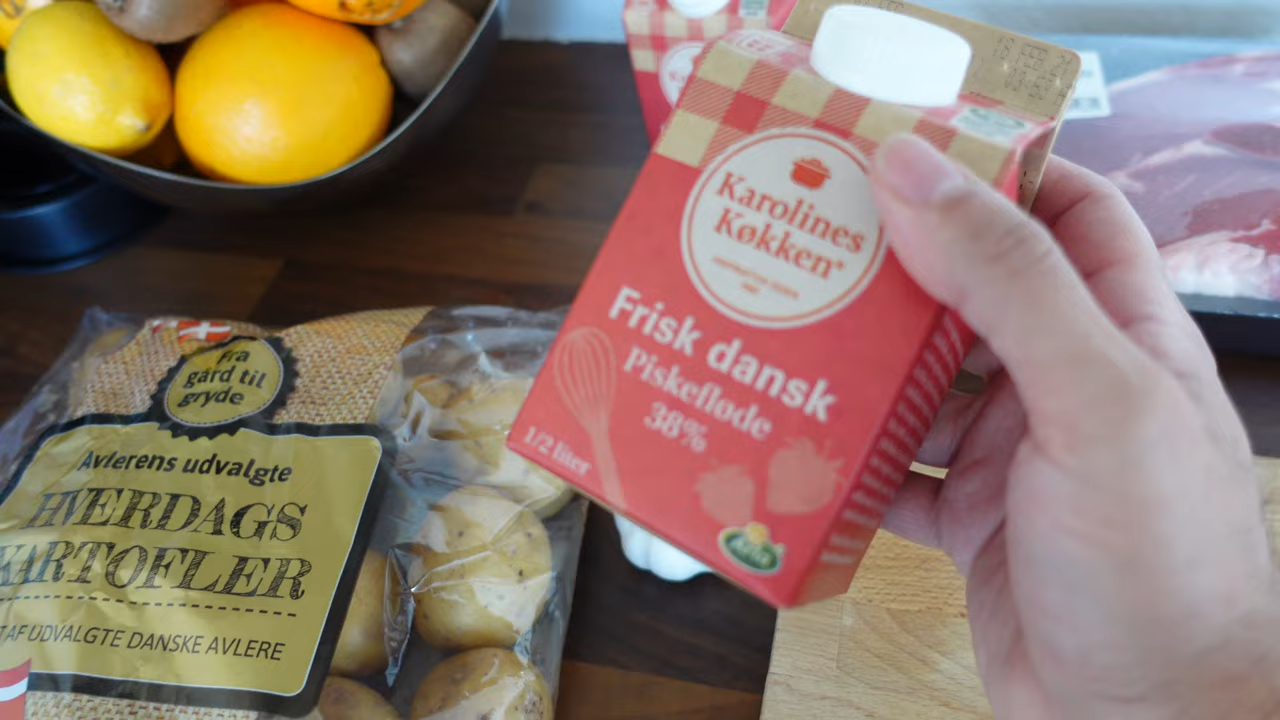 Karolines
Køkken®
Frisk dansk
Piskefløde
38%
1/2 liter
Arla
Fra
gård til
gryde
Avlerens udvalgte
HVERDAGS
KARTOFLER
AF UDVALGTE DANSKE AVLERE